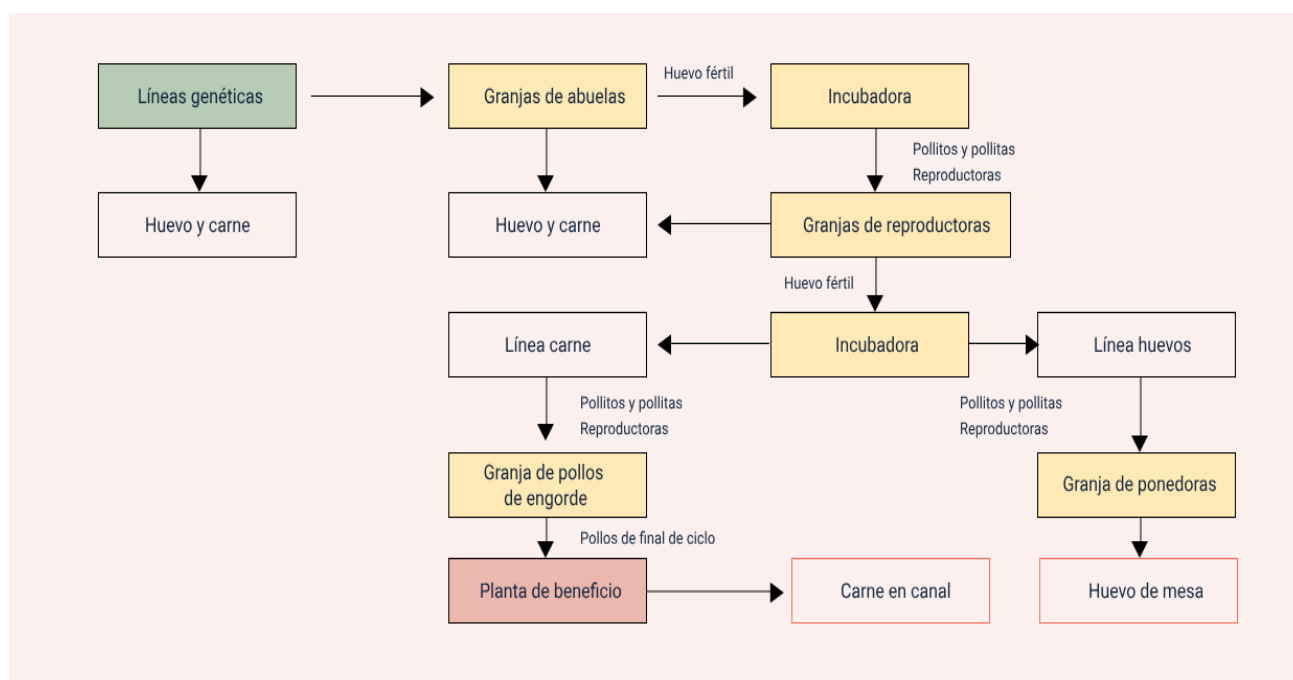 Huevo fértil
Líneas genéticas
Granjas de abuelas
Incubadora
Pollitos y pollitas
Reproductoras
Huevo y carne
Huevo y carne
Granjas de reproductoras
Huevo fértil
Línea carne
Incubadora
Línea huevos
Pollitos y pollitas
Reproductoras
Pollitos y pollitas
Reproductoras
Granja de pollos
de engorde
Granja de ponedoras
Pollos de final de ciclo
Planta de beneficio
Carne en canal
Huevo de mesa